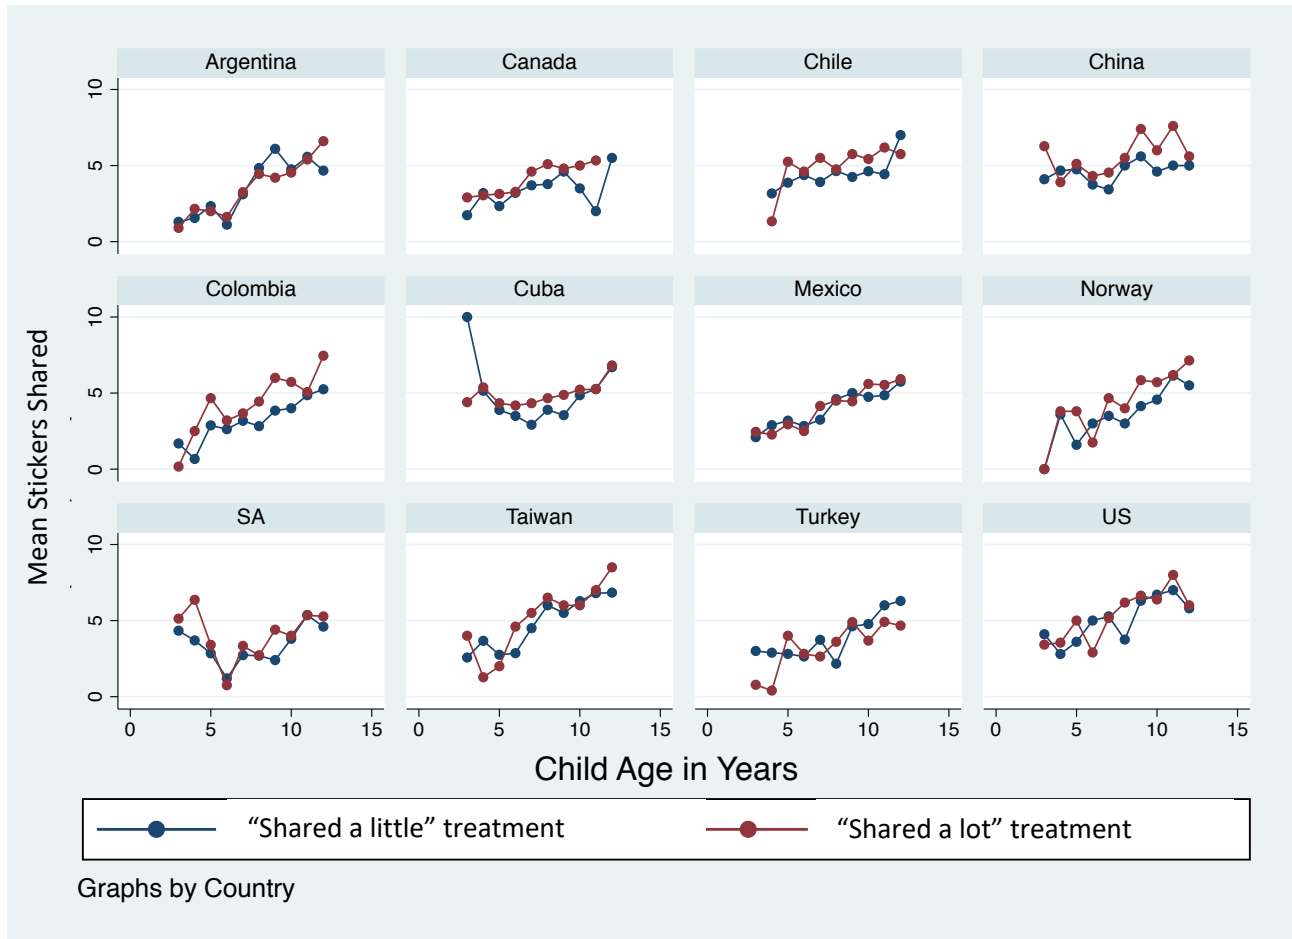 Argentina
Canada
Chile
China
10
5
0
Colombia
Cuba
Mexico
Norway
10
5
0
SA
Taiwan
Turkey
US
10
5
0
0 5 10 15
0 5 10 15
0 5 10 15
0 5 10 15
Mean Stickers Shared
Child Age in Years
“Shared a little” treatment
“Shared a lot” treatment
Graphs by Country